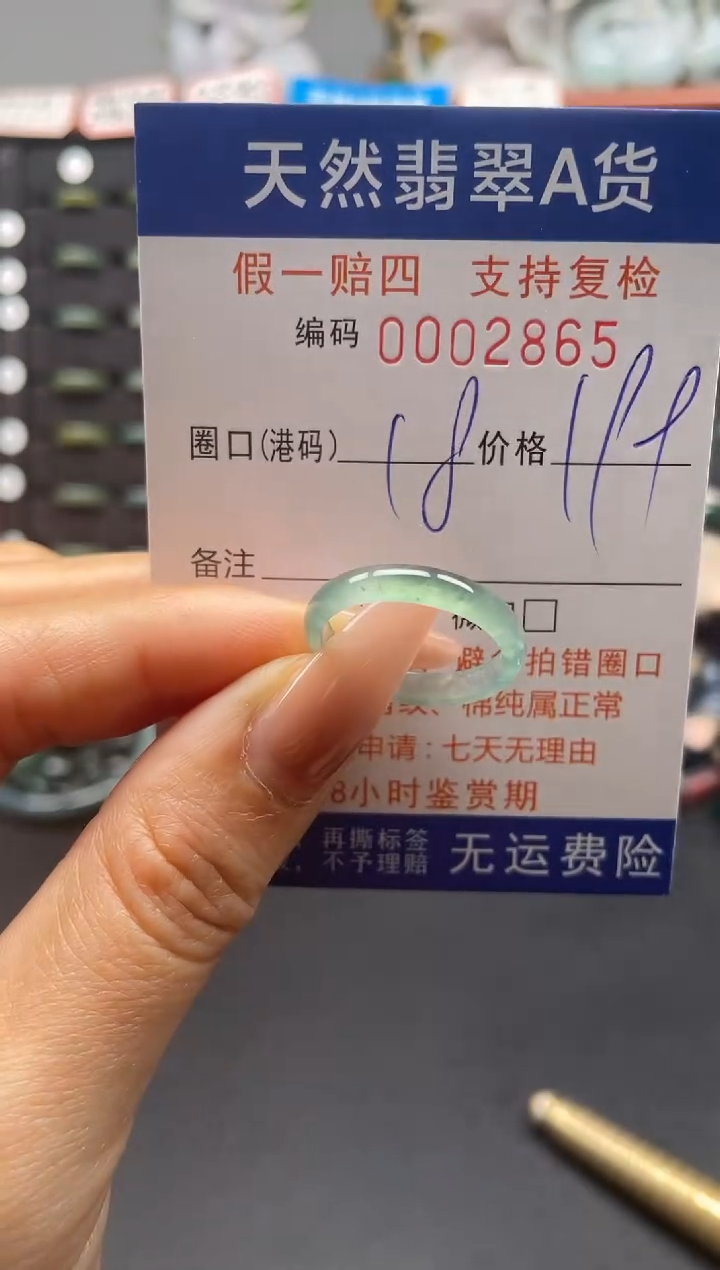 天然翡翠A货
假一赔四 支持复检
编码 0002865
圈口(港码) 18 价格
备注
避免拍错圈口
棉纯属正常
申请:七天无理由
8小时鉴赏期
再撕标签
不予理赔
无运费险